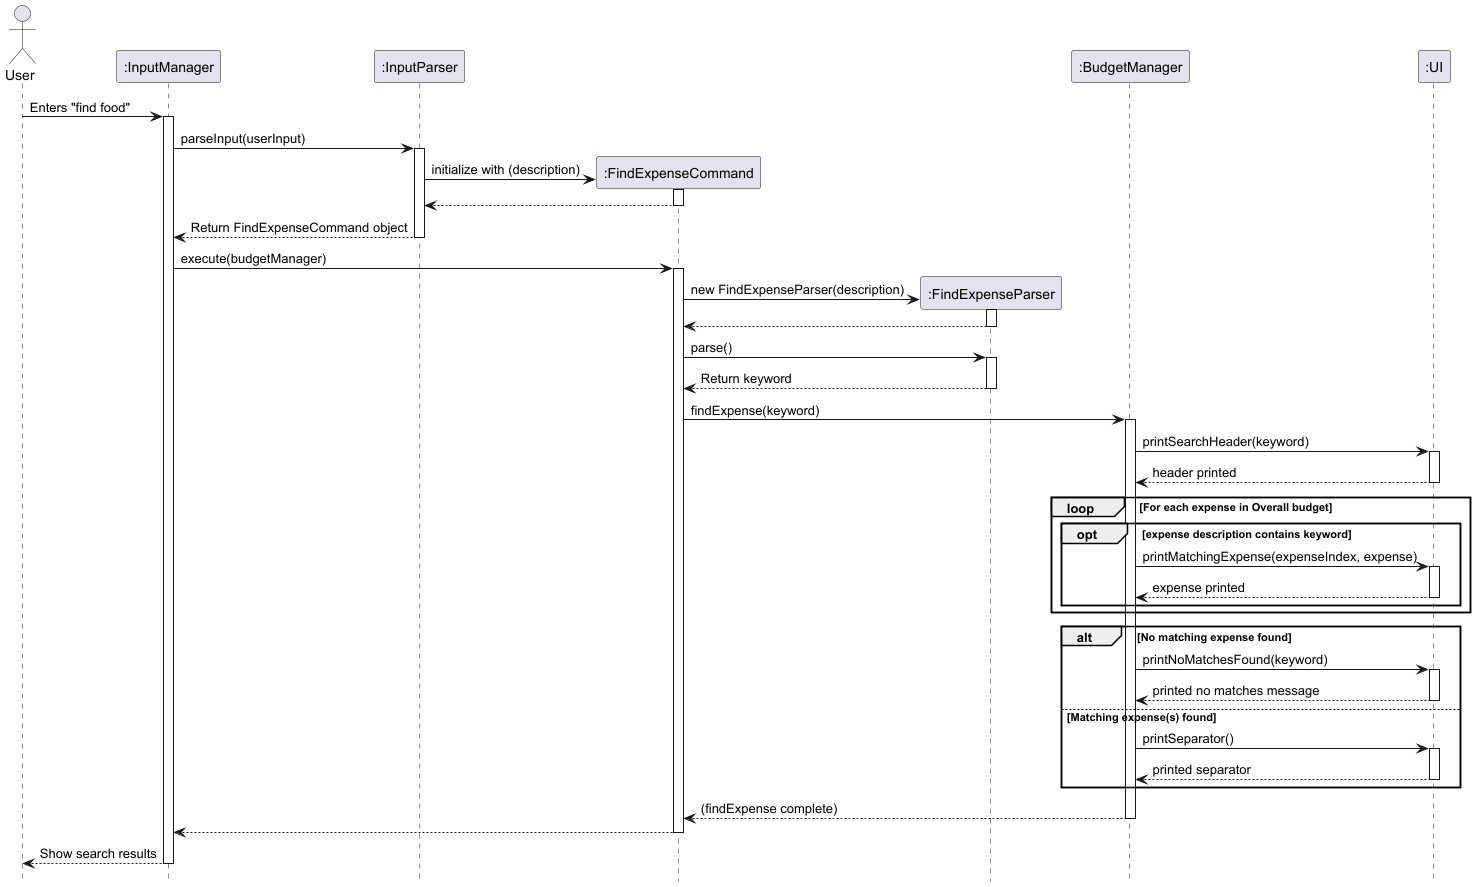 User
:InputManager
:InputParser
:BudgetManager
:UI
Enters "find food"
parseInput(userInput)
initialize with (description)
:FindExpenseCommand
Return FindExpenseCommand object
execute(budgetManager)
new FindExpenseParser(description)
:FindExpenseParser
parse()
Return keyword
findExpense(keyword)
printSearchHeader(keyword)
header printed
loop
[For each expense in Overall budget]
opt
[expense description contains keyword]
printMatchingExpense(expenseIndex, expense)
expense printed
alt
[No matching expense found]
printNoMatchesFound(keyword)
printed no matches message
[Matching expense(s) found]
printSeparator()
printed separator
(findExpense complete)
Show search results